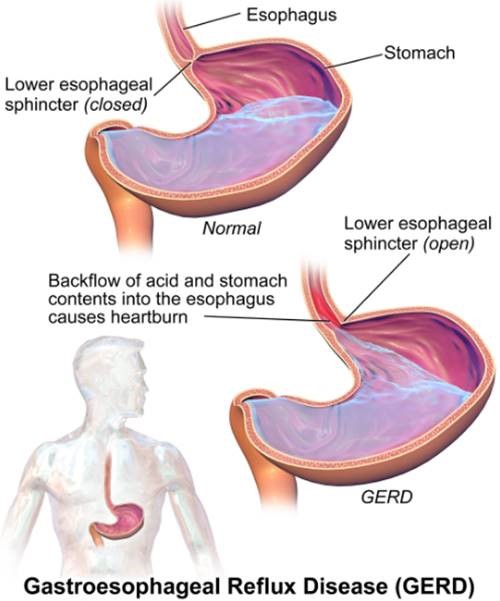 Esophagus
Stomach
Lower esophageal
sphincter (closed)
Normal
Lower esophageal
sphincter (open)
Backflow of acid and stomach
contents into the esophagus
causes heartburn
GERD
Gastroesophageal Reflux Disease (GERD)